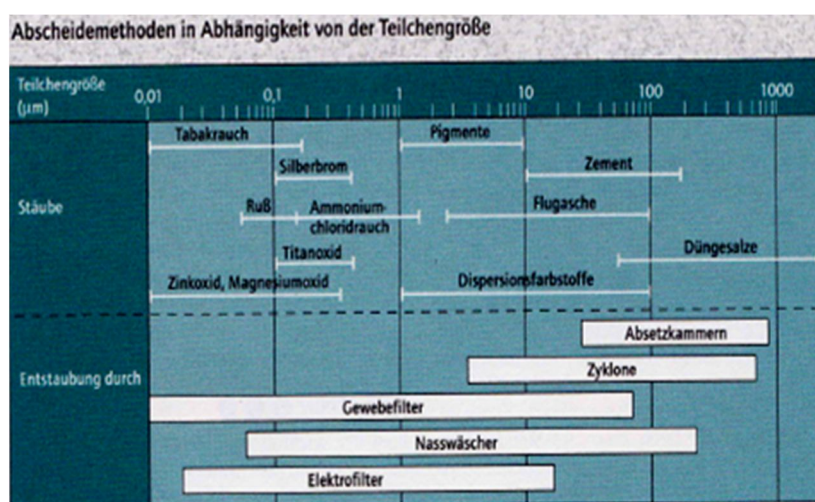 Abscheidemethoden in Abhängigkeit von der Teilchengröße
Teilchengröße
(µm)
0,01 0,1 1 10 100 1000
Stäube
Tabakrauch
Pigmente
Silberbrom
Zement
Ruß
Ammonium-
chloridrauch
Flugasche
Titanoxid
Düngesalze
Zinkoxid, Magnesiumoxid
Dispersionsfarbstoffe
Entstaubung durch
Absetzkammern
Zyklone
Gewebefilter
Nasswäscher
Elektrofilter